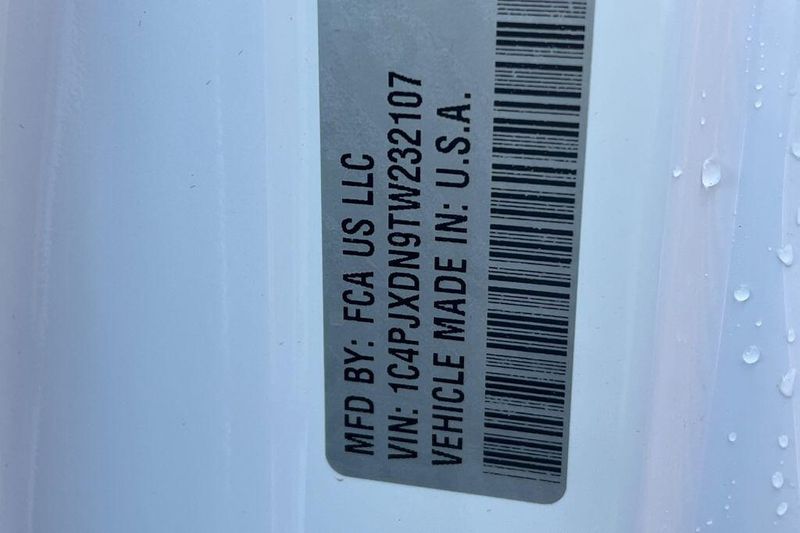 MFD BY: FCA US LLC
VIN: 1C4PJXDN9TW232107
VEHICLE MADE IN: U.S.A.